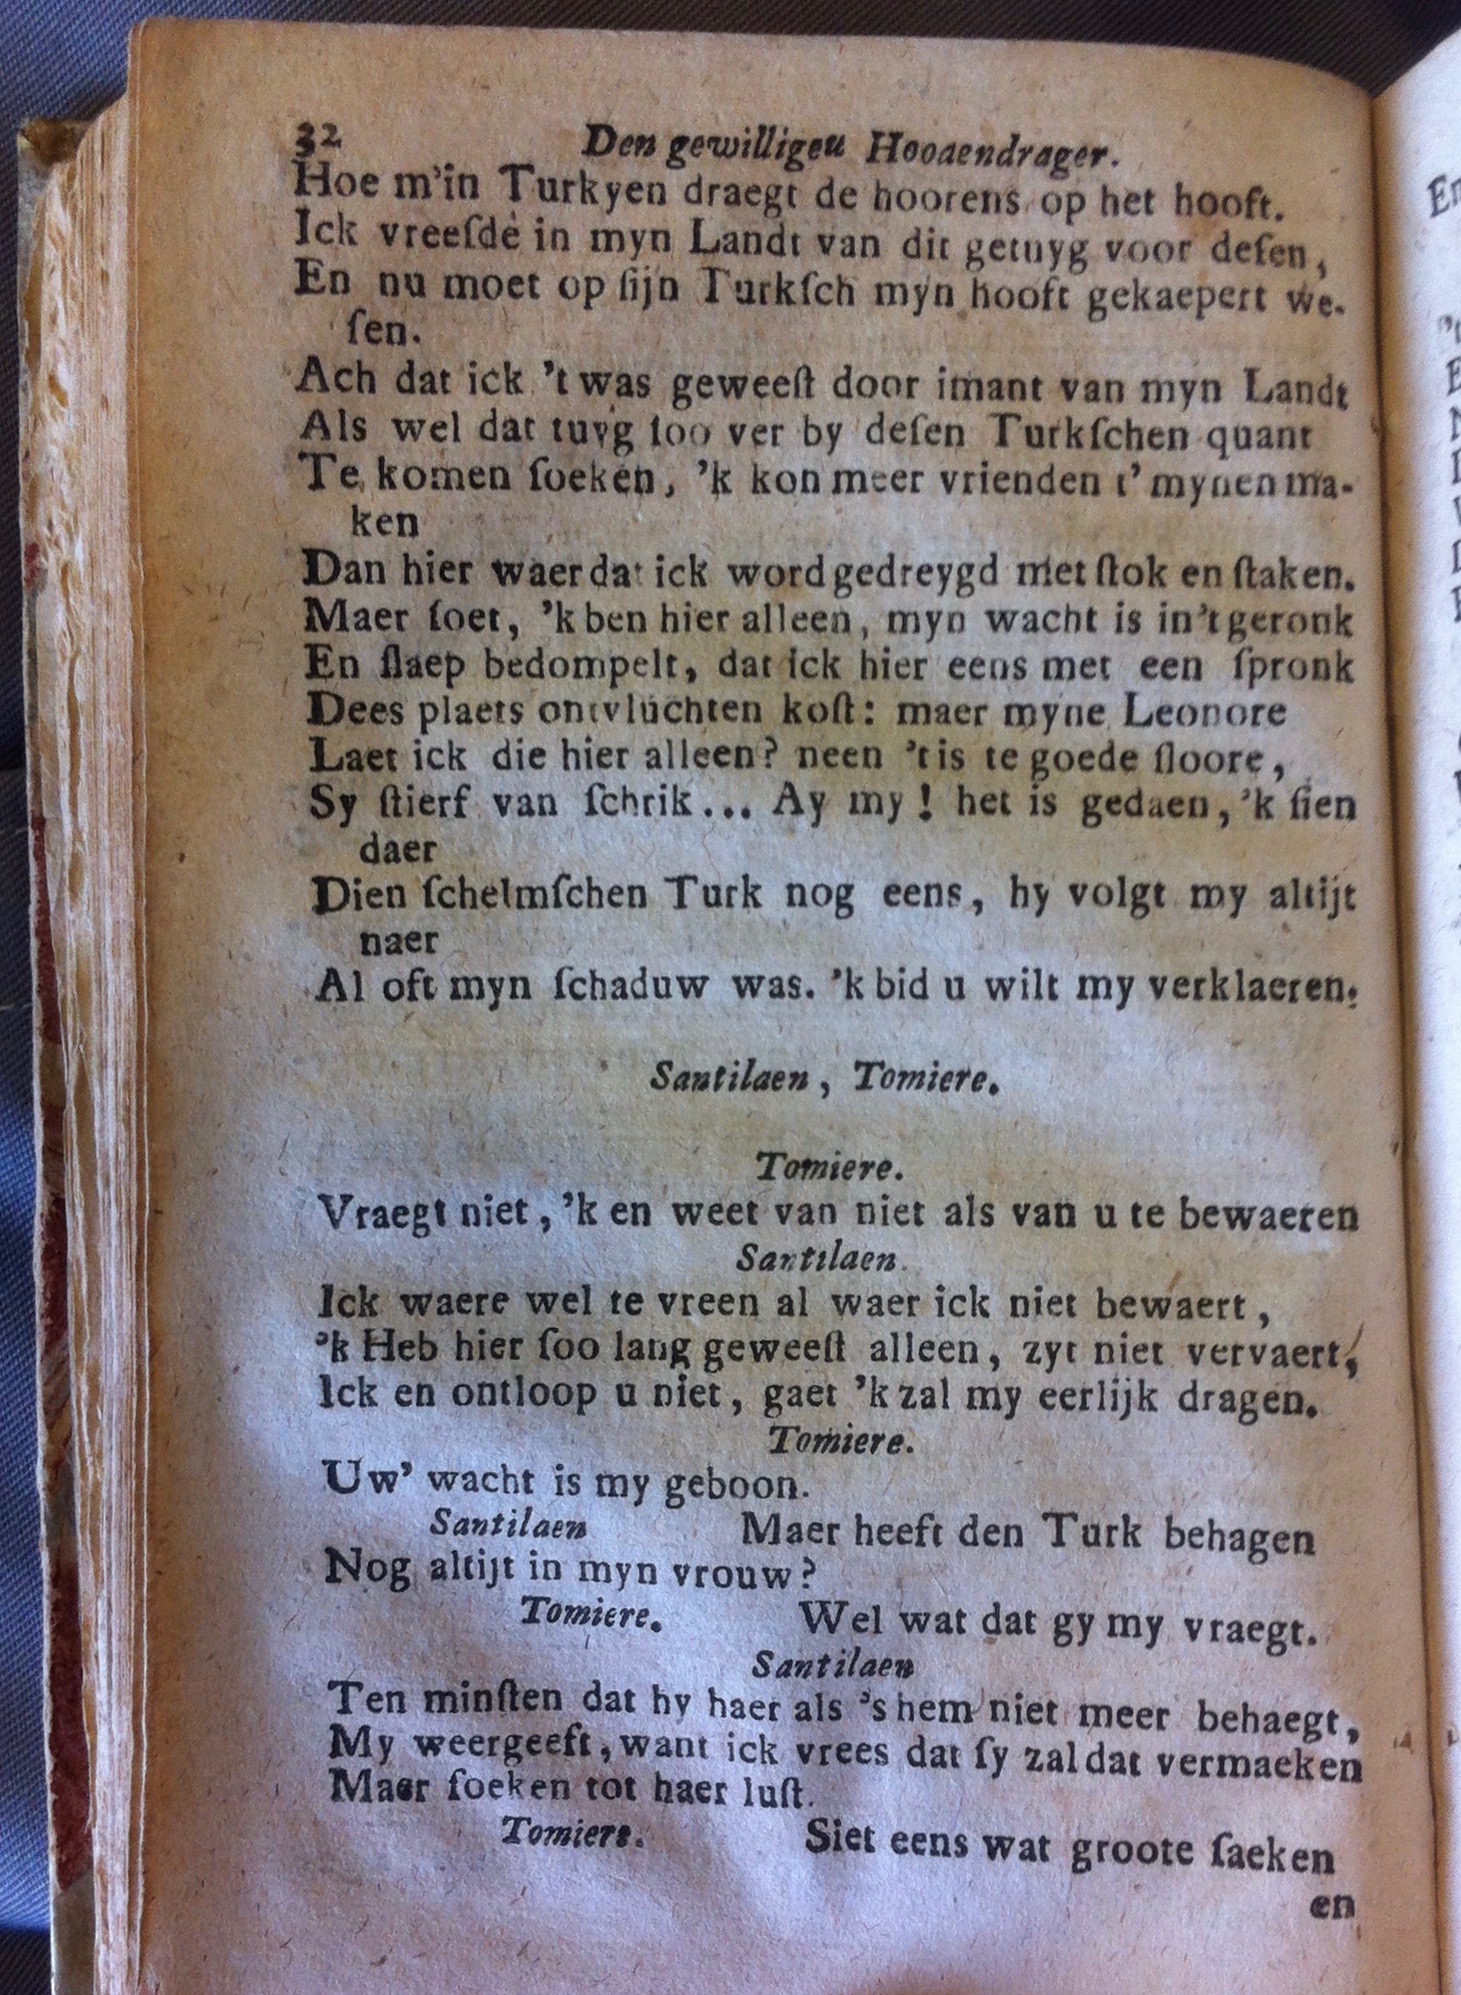 32 Den gewilligeu Hooaendrager.
Hoe m'in Turkyen draegt de hoorens op het hooft.
Ick vreeſde in myn Landt van dit getuyg voor deſen,
En nu moet op ſijn Turkſch myn hooft gekaepert we-
ſen.
Ach dat ick 't was geweeſt door imant van myn Landt
Als wel dat tuyg ſoo ver by deſen Turkſchen quant
Te komen ſoeken, 'k kon meer vrienden t' mynen ma-
ken
Dan hier waer dat ick word gedreygd met ſtok en ſtaken.
Maer ſoet, 'k ben hier alleen, myn wacht is in't geronk
En ſlaep bedompelt, dat ick hier eens met een ſpronk
Dees plaets ontvluchten koſt: maer myne Leonore
Laet ick die hier alleen? neen 't is te goede ſloore,
Sy ſtierf van ſchrik... Ay my! het is gedaen, 'k ſien
daer
Dien ſchelmſchen Turk nog eens, hy volgt my altijt
naer
Al oft myn ſchaduw was. 'k bid u wilt my verklaeren.
Santilaen, Tomiere.
Tomiere.
Vraegt niet, 'k en weet van niet als van u te bewaeren
Santilaen.
Ick waere wel te vreen al waer ick niet bewaert,
'k Heb hier ſoo lang geweeſt alleen, zyt niet vervaert,
Ick en ontloop u niet, gaet 'k zal my eerlijk dragen.
Tomiere.
Uw' wacht is my geboon.
Santilaen Maer heeft den Turk behagen
Nog altijt in myn vrouw?
Tomiere. Wel wat dat gy my vraegt.
Santilaen
Ten minſten dat hy haer als 's hem niet meer behaegt,
My weergeeft, want ick vrees dat ſy zal dat vermaeken
Maer ſoeken tot haer luſt.
Tomiere. Siet eens wat groote ſaeken
en